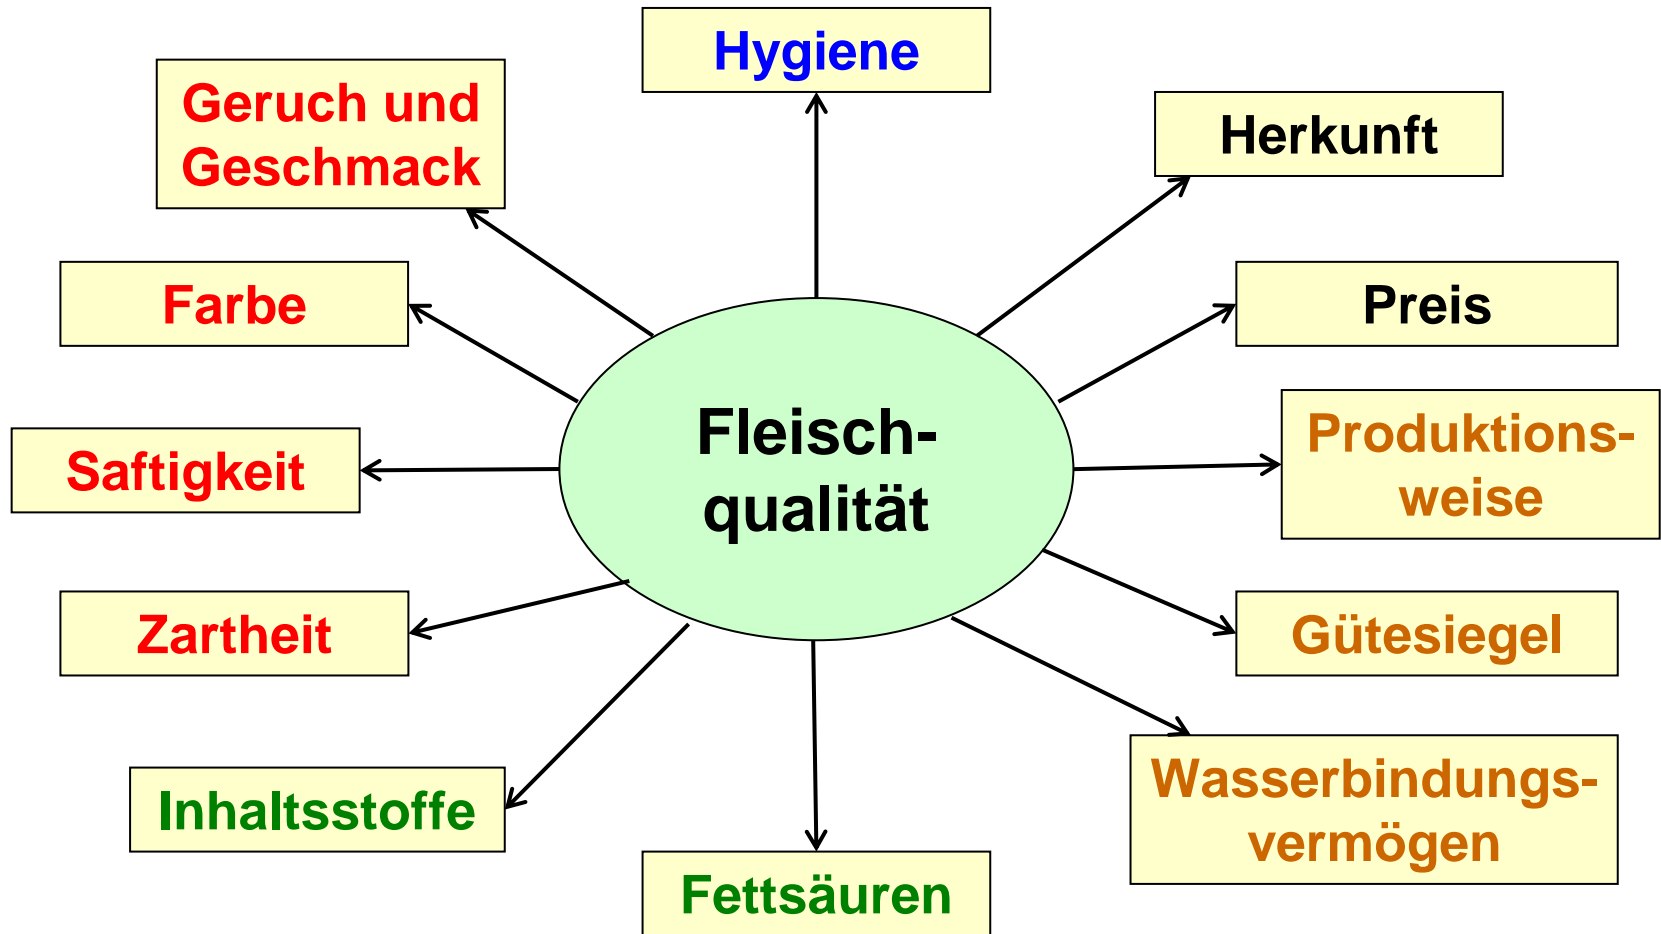 Hygiene
Geruch und
Geschmack
Herkunft
Farbe
Preis
Fleisch-
qualität
Produktions-
weise
Saftigkeit
Zartheit
Gütesiegel
Inhaltsstoffe
Wasserbindungs-
vermögen
Fettsäuren